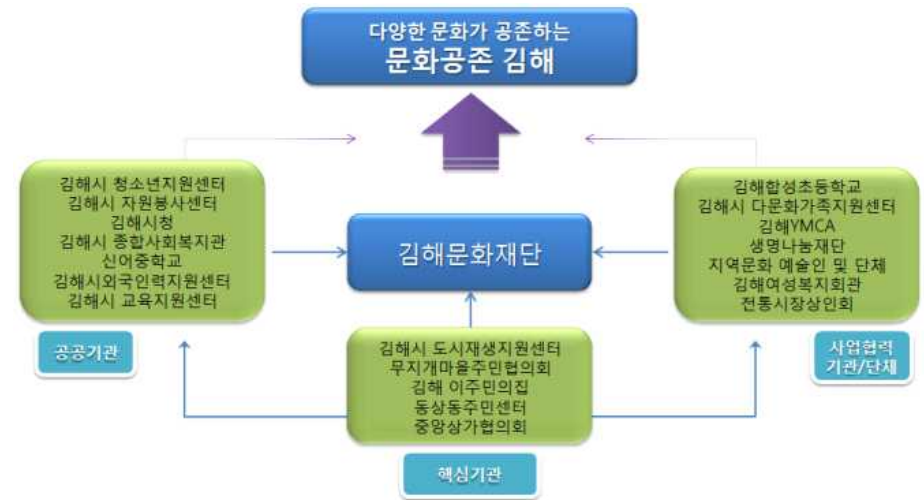 다양한 문화가 공존하는
문화공존 김해
김해시 청소년지원센터
김해시 자원봉사센터
김해시청
김해시 종합사회복지관
신어중학교
김해시외국인력지원센터
김해시 교육지원센터
공공기관
김해문화재단
김해합성초등학교
김해시 다문화가족지원센터
김해YMCA
생명나눔재단
지역문화 예술인 및 단체
김해여성복지회관
전통시장상인회
사업협력
기관/단체
김해시 도시재생지원센터
무지개마을주민협의회
김해 이주민의집
동상동주민센터
중앙상가협의회
핵심기관